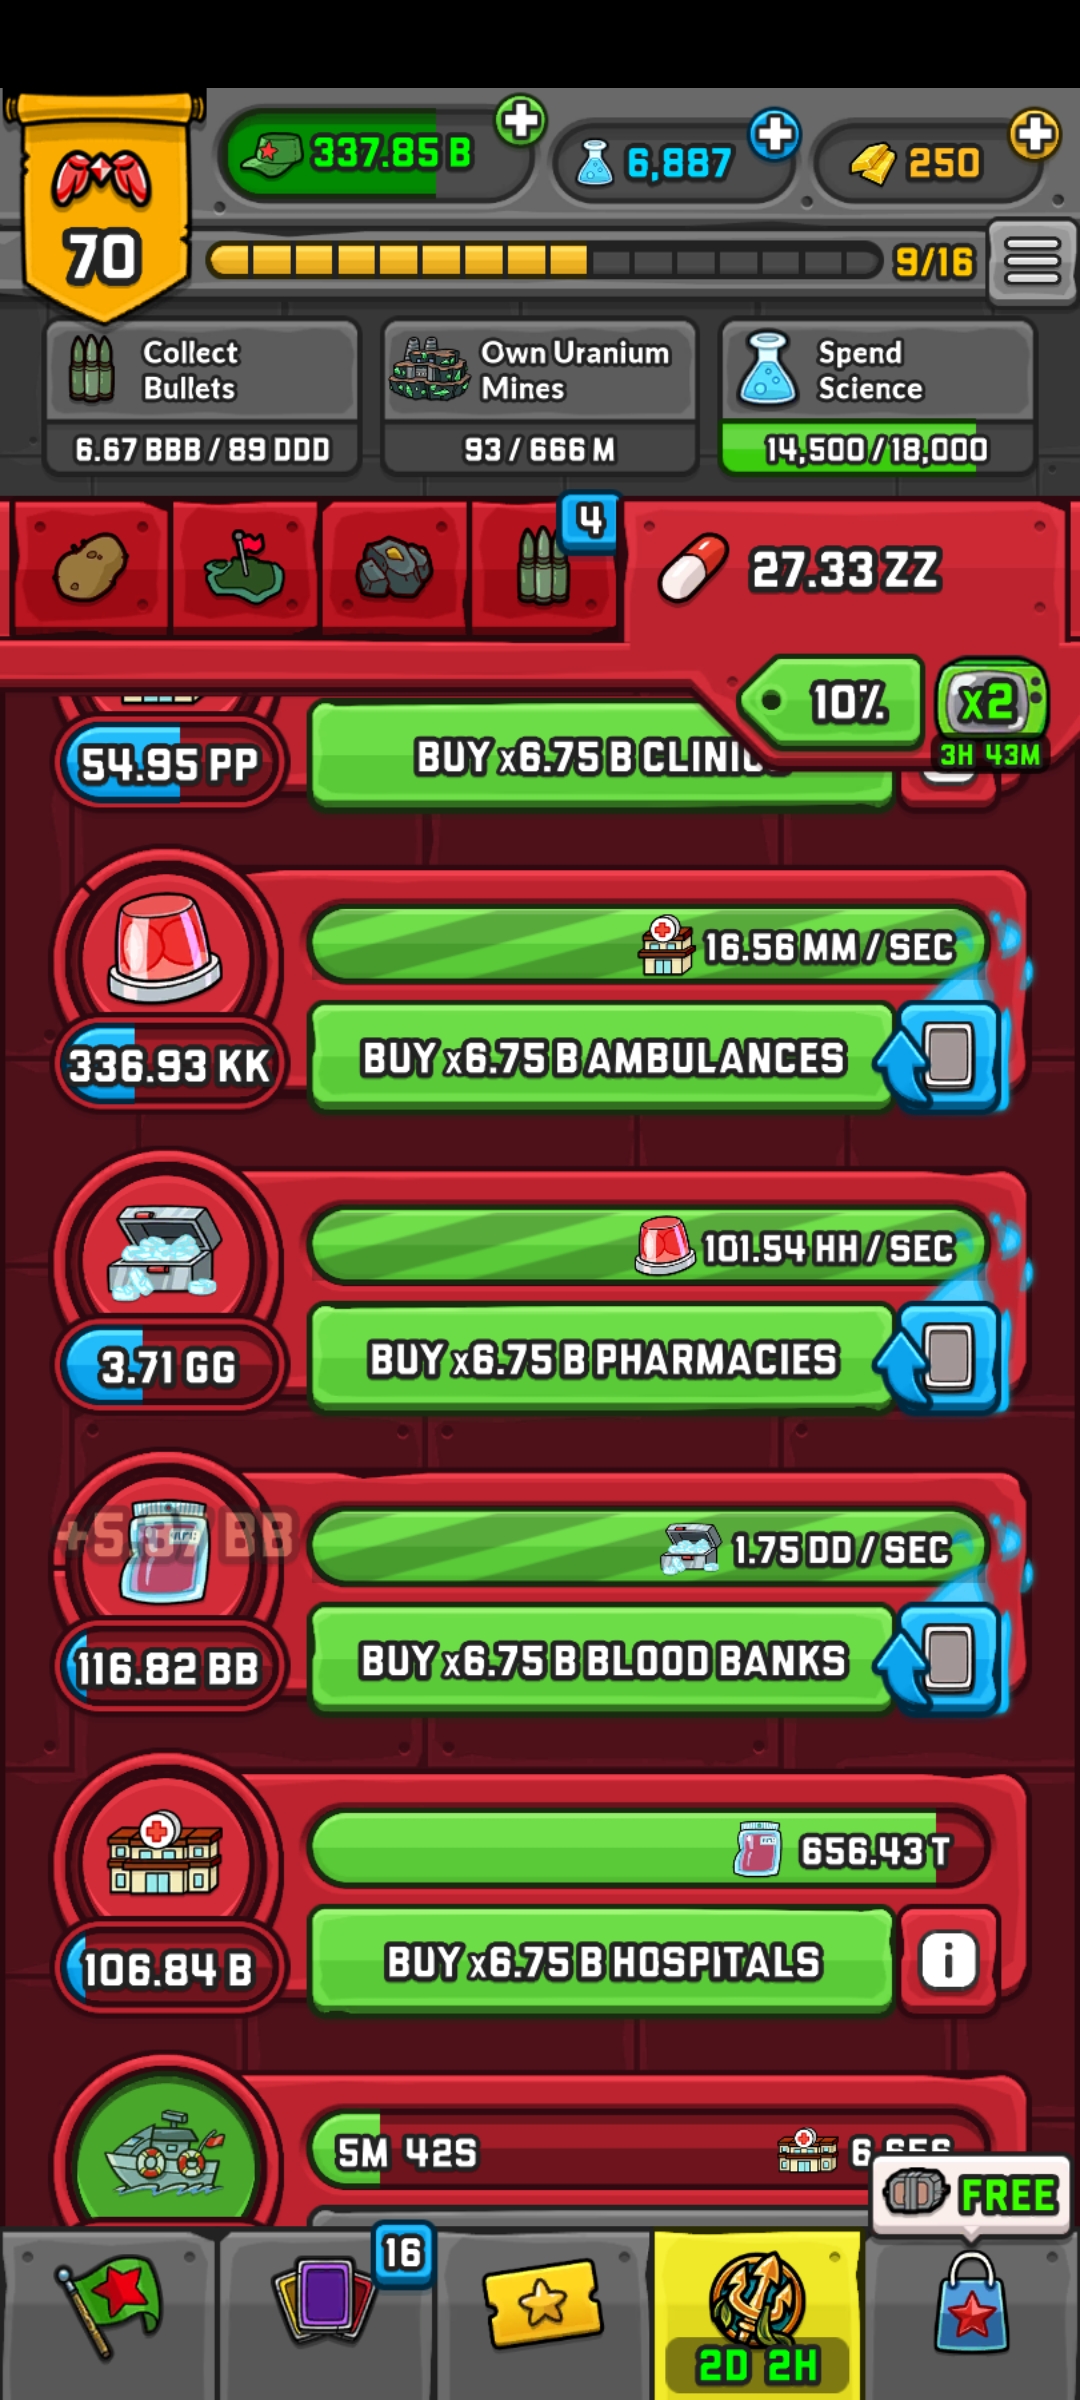 70
337.85 B
6,887
250
9/16
Collect
Bullets
6.67 BBB / 89 DDD
Own Uranium
Mines
93 / 666 M
Spend
Science
14,500 / 18,000
4
27.33 ZZ
10%
x2
3H 43M
54.95 PP
BUY x6.75 B
16.56 MM / SEC
336.93 KK
BUY x6.75 B AMBULANCES
101.54 HH / SEC
3.71 GG
BUY x6.75 B PHARMACIES
1.75 DD / SEC
116.82 BB
BUY x6.75 B BLOOD BANKS
656.43 T
106.84 B
BUY x6.75 B HOSPITALS
i
5M 42S
FREE
16
2D 2H